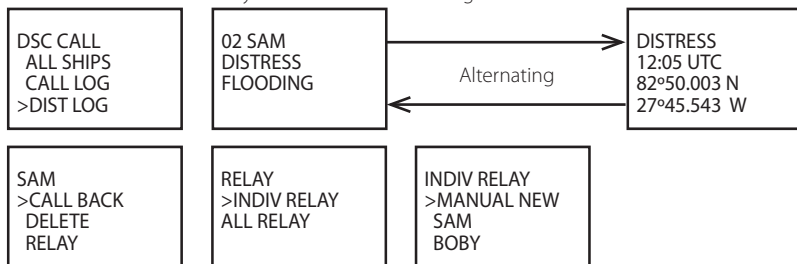 DSC CALL
ALL SHIPS
CALL LOG
>DIST LOG
02 SAM
DISTRESS
FLOODING
Alternating
DISTRESS
12:05 UTC
82º50.003 N
27º45.543 W
SAM
>CALL BACK
DELETE
RELAY
RELAY
>INDIV RELAY
ALL RELAY
INDIV RELAY
>MANUAL NEW
SAM
BOBY